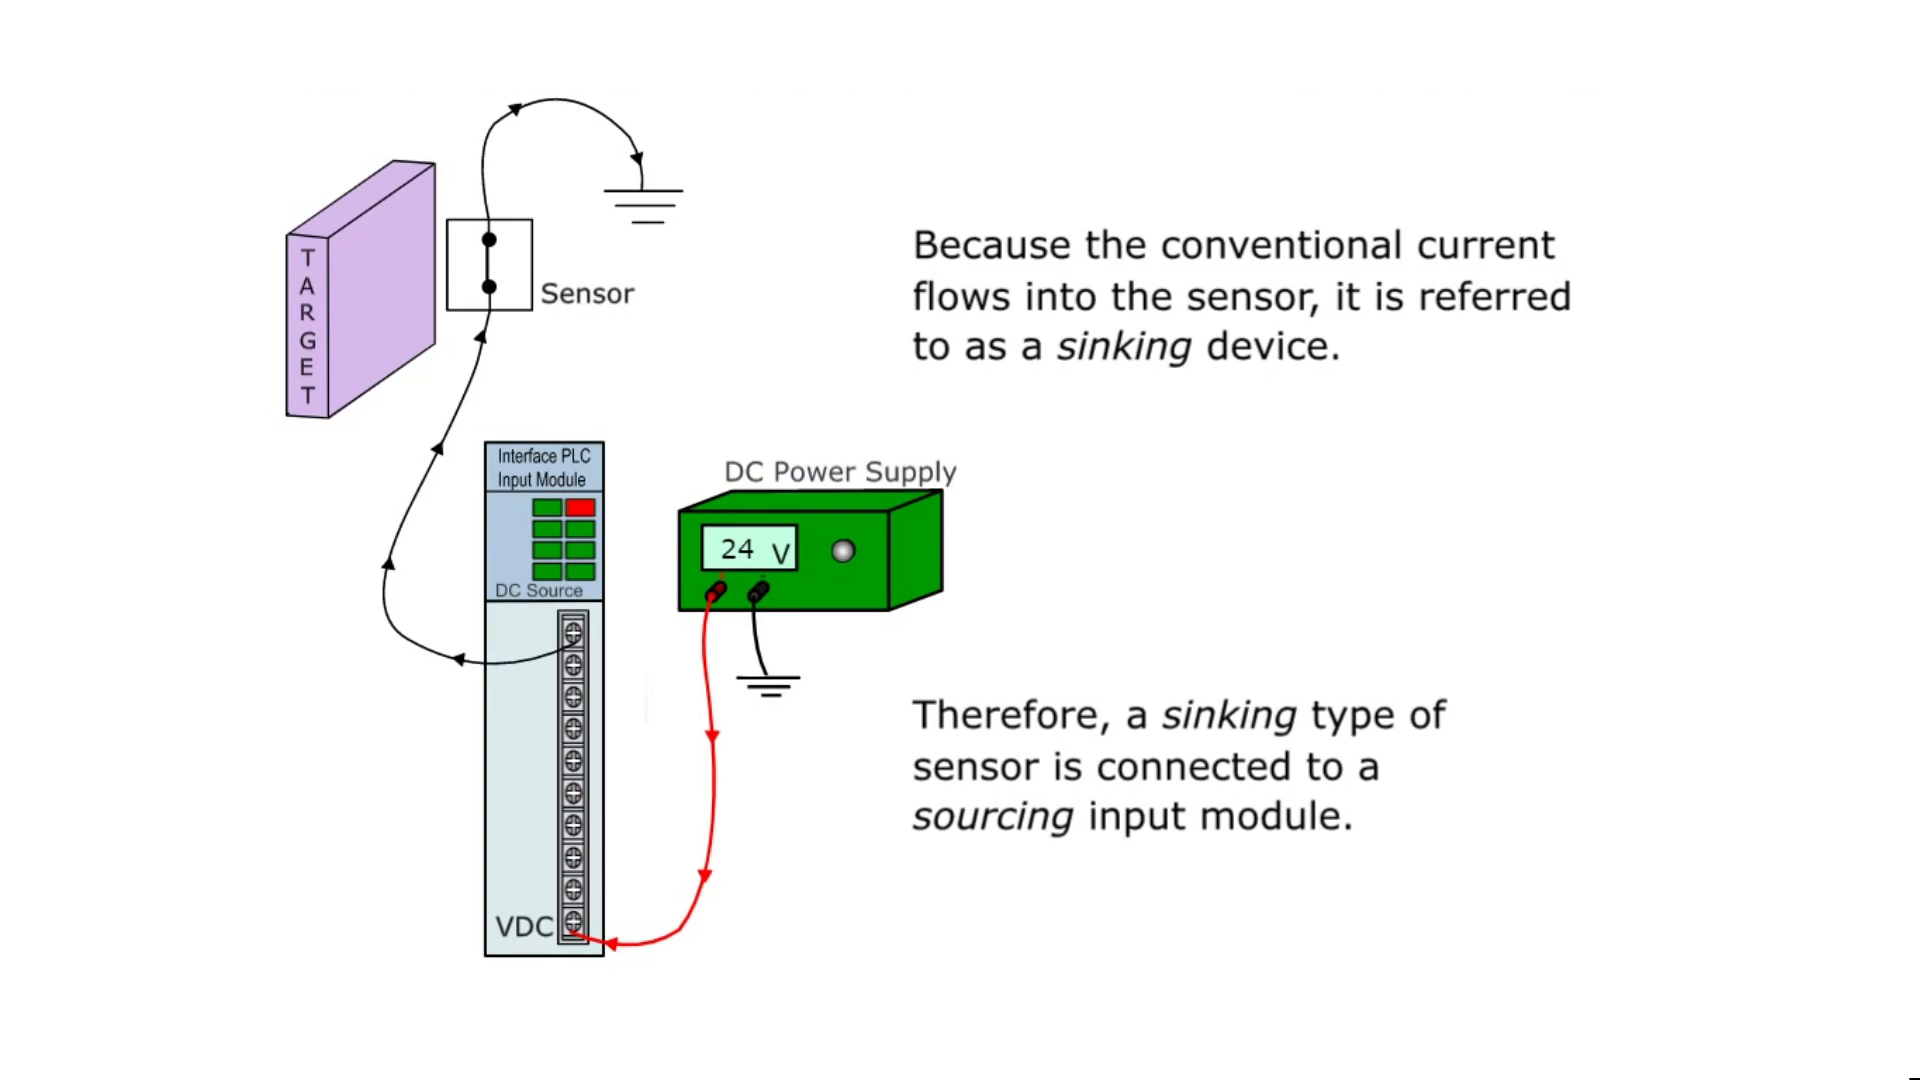 TARGET
Sensor
Because the conventional current
flows into the sensor, it is referred
to as a sinking device.
Interface PLC
Input Module
DC Source
DC Power Supply
24 V
Therefore, a sinking type of
sensor is connected to a
sourcing input module.
VDC